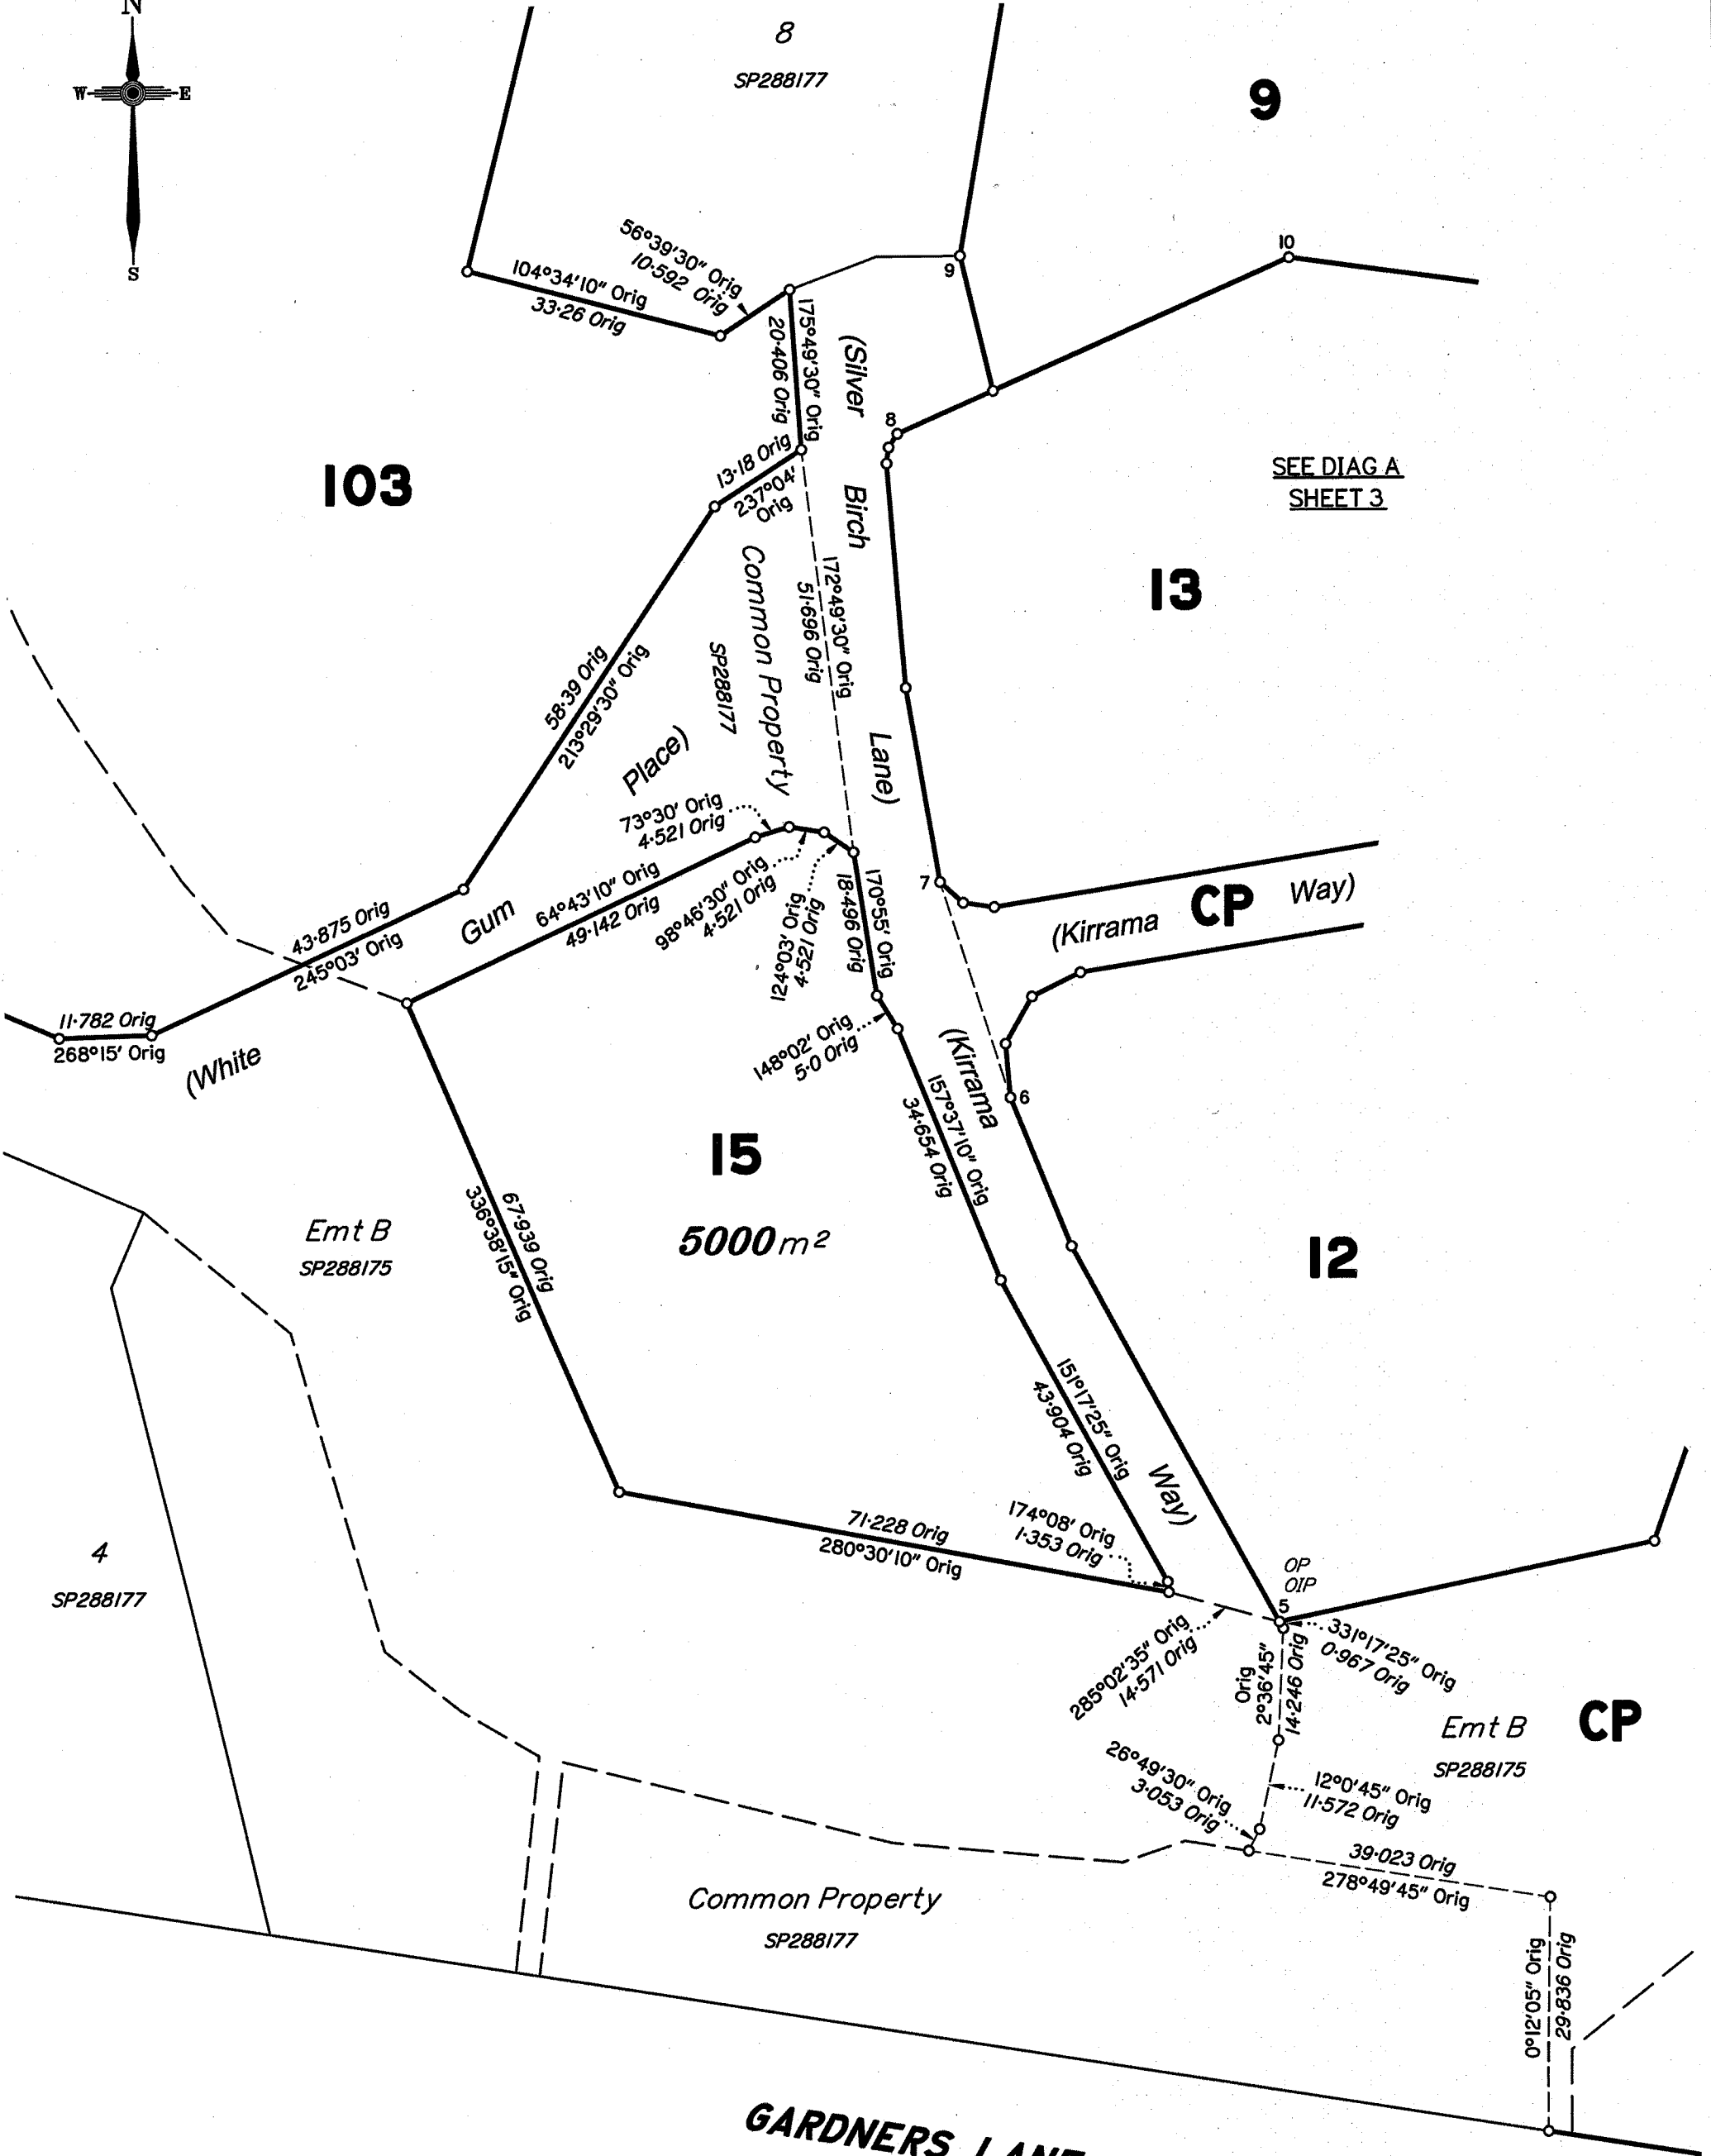 N
W E
S
8
SP288177
9
10
56°39'30" Orig
10·592 Orig
104°34'10" Orig
33·26 Orig
9
175°49'30" Orig
20·406 Orig
(Silver
Birch
Lane)
8
13·18 Orig
237°04'
Orig
103
SEE DIAG A
SHEET 3
13
172°49'30" Orig
51·696 Orig
Common Property
SP288177
58·39 Orig
213°29'30" Orig
Place)
73°30' Orig
4·521 Orig
64°43'10" Orig
49·142 Orig
98°46'30" Orig
4·521 Orig
124°03' Orig
4·521 Orig
170°55' Orig
18·496 Orig
7
(Kirrama
CP
Way)
43·875 Orig
245°03' Orig
Gum
11·782 Orig
268°15' Orig
(White
148°02' Orig
5·0 Orig
(Kirrama
6
157°37'10" Orig
34·654 Orig
15
5000 m²
12
Emt B
SP288175
67·939 Orig
336°38'15" Orig
151°17'25" Orig
43·904 Orig
Way)
71·228 Orig
280°30'10" Orig
174°08' Orig
1·353 Orig
4
SP288177
OP
OIP
5
331°17'25" Orig
0·967 Orig
285°02'35" Orig
14·571 Orig
Orig
2°36'45"
14·246 Orig
Emt B
SP288175
CP
26°49'30" Orig
3·053 Orig
12°0'45" Orig
11·572 Orig
39·023 Orig
278°49'45" Orig
Common Property
SP288177
0°12'05" Orig
29·836 Orig
GARDNERS LANE